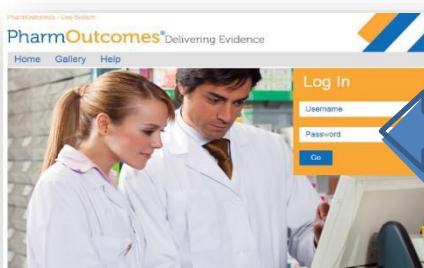 PharmOutcomes - Live System
PharmOutcomes® Delivering Evidence
Home Gallery Help
Log In
Username
Password
Go